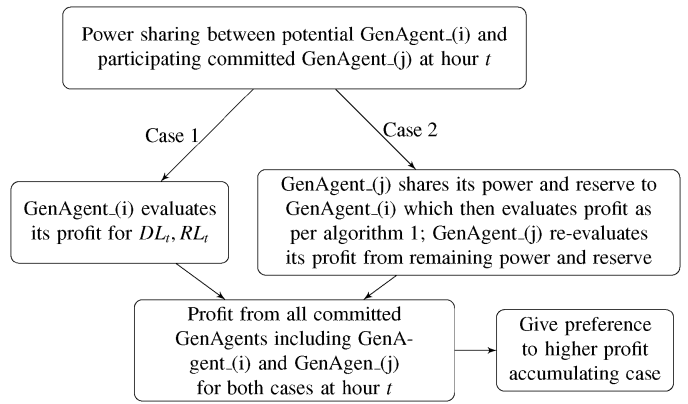 Power sharing between potential GenAgent_(i) and
participating committed GenAgent_(j) at hour t
Case 1
Case 2
GenAgent_(i) evaluates
its profit for DLₜ, RLₜ
GenAgent_(j) shares its power and reserve to
GenAgent_(i) which then evaluates profit as
per algorithm 1; GenAgent_(j) re-evaluates
its profit from remaining power and reserve
Profit from all committed
GenAgents including GenA-
gent_(i) and GenAgen_(j)
for both cases at hour t
Give preference
to higher profit
accumulating case